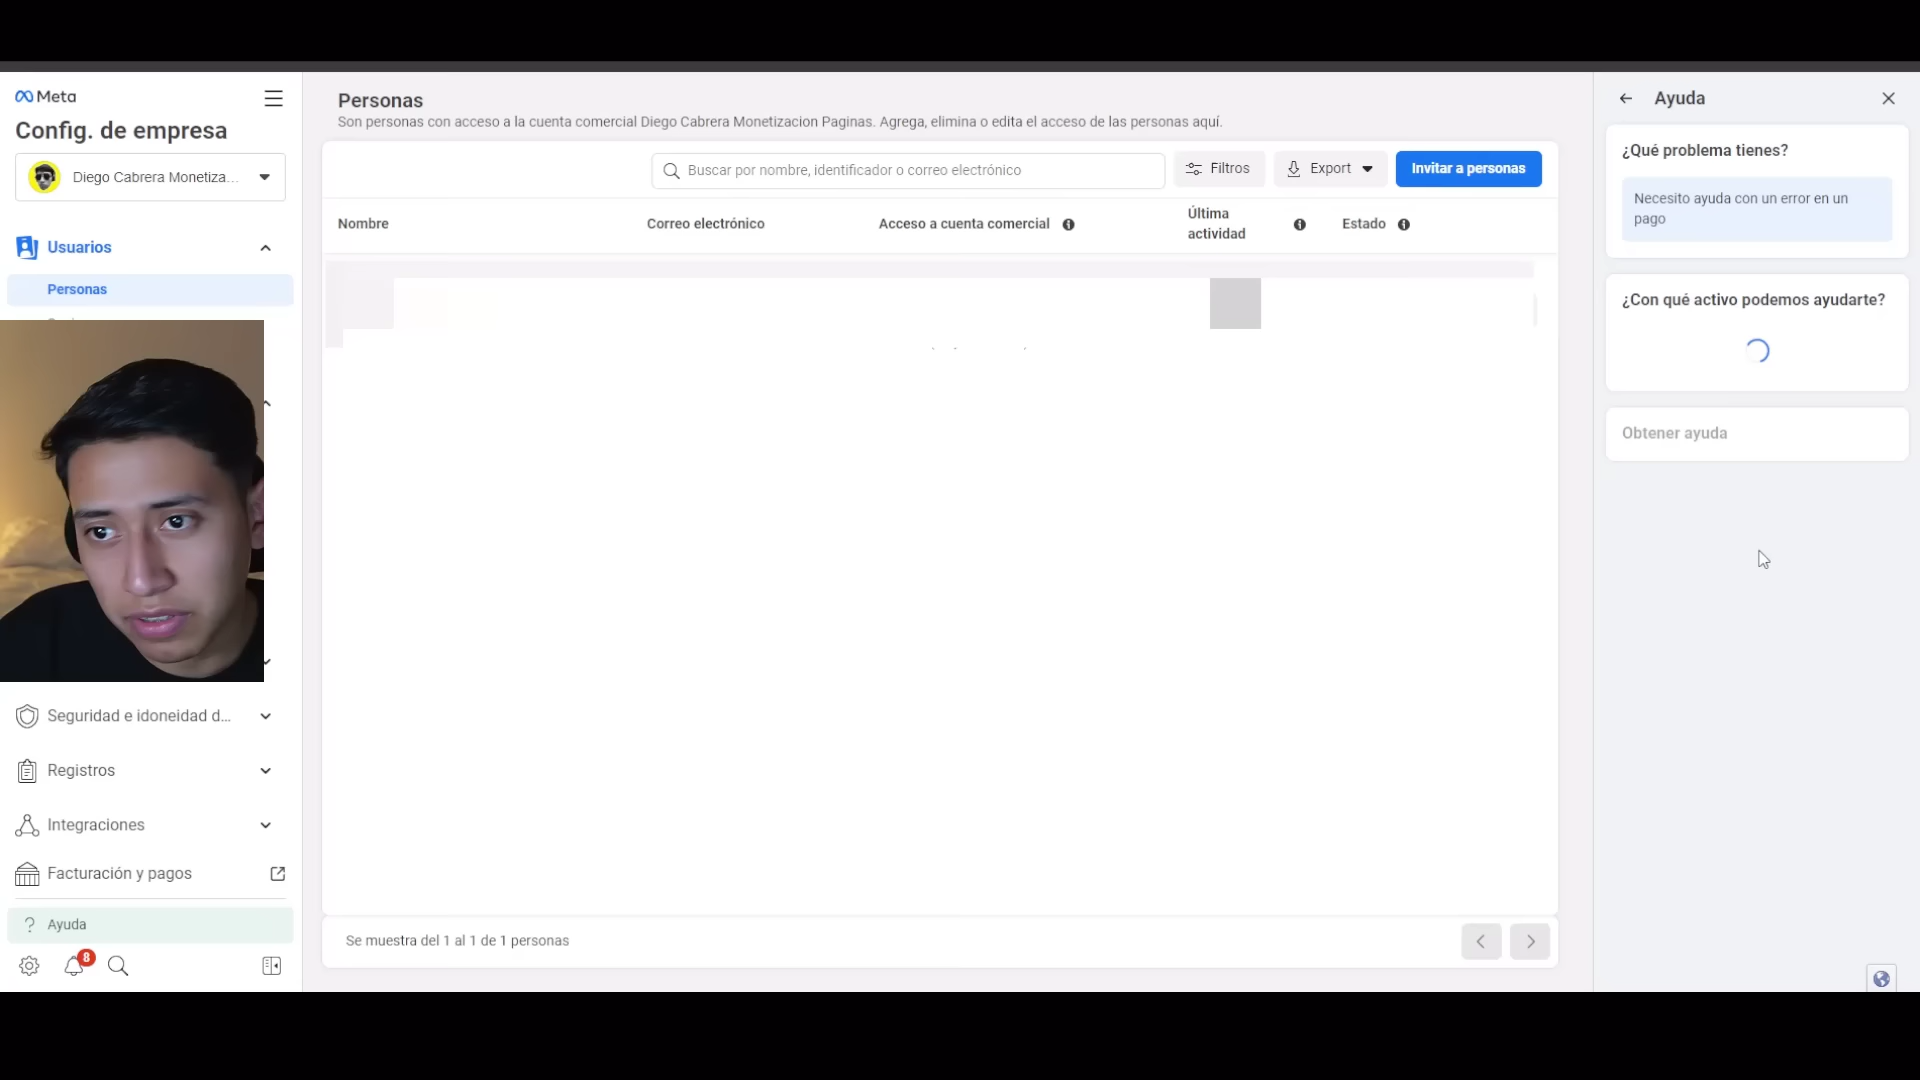 Meta
Config. de empresa
Diego Cabrera Monetiza...
Usuarios
Personas
Seguridad e idoneidad d...
Registros
Integraciones
Facturación y pagos
? Ayuda
8
Personas
Son personas con acceso a la cuenta comercial Diego Cabrera Monetizacion Paginas. Agrega, elimina o edita el acceso de las personas aquí.
Buscar por nombre, identificador o correo electrónico
Filtros
Export
Invitar a personas
Nombre
Correo electrónico
Acceso a cuenta comercial
Última
actividad
Estado
Se muestra del 1 al 1 de 1 personas
Ayuda
¿Qué problema tienes?
Necesito ayuda con un error en un
pago
¿Con qué activo podemos ayudarte?
Obtener ayuda